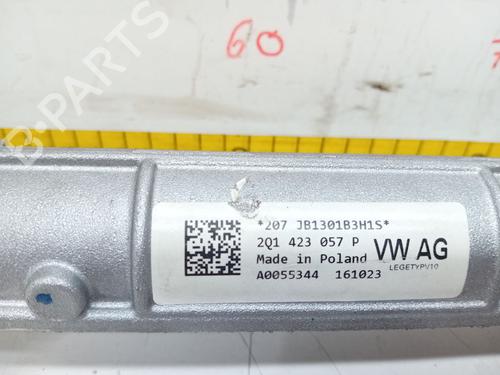 60
B-PARTS
*207 JB1301B3H1S*
2Q1 423 057 P
Made in Poland
VW AG
LEGETYPV10
A0055344 161023